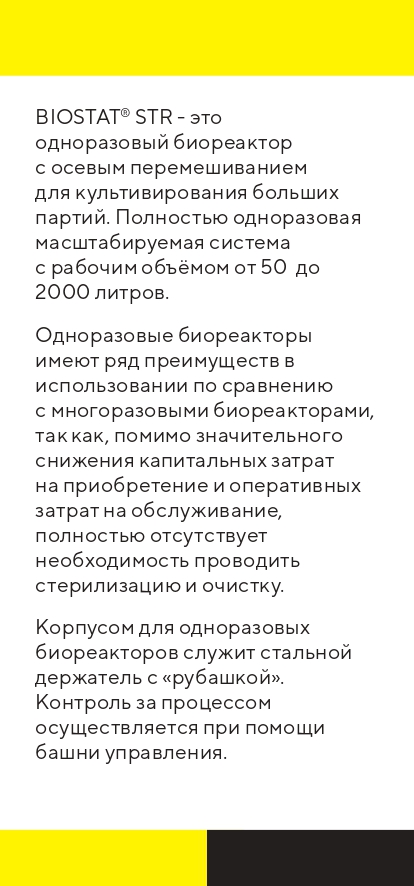 BIOSTAT® STR - это
одноразовый биореактор
с осевым перемешиванием
для культивирования больших
партий. Полностью одноразовая
масштабируемая система
с рабочим объёмом от 50  до
2000 литров.
Одноразовые биореакторы
имеют ряд преимуществ в
использовании по сравнению
с многоразовыми биореакторами,
так как, помимо значительного
снижения капитальных затрат
на приобретение и оперативных
затрат на обслуживание,
полностью отсутствует
необходимость проводить
стерилизацию и очистку.
Корпусом для одноразовых
биореакторов служит стальной
держатель с «рубашкой».
Контроль за процессом
осуществляется при помощи
башни управления.